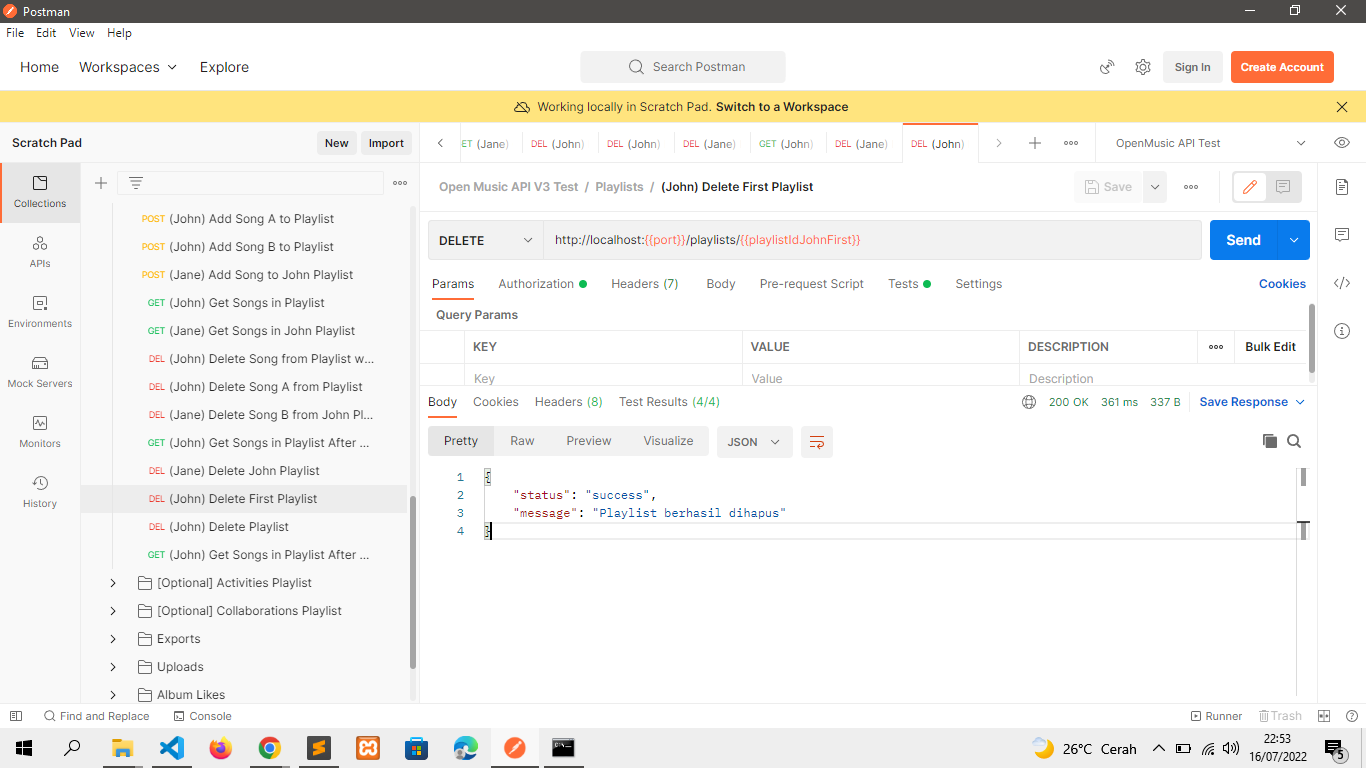 Postman
File Edit View Help
Home Workspaces Explore
Search Postman
Sign In
Create Account
Working locally in Scratch Pad. Switch to a Workspace
Scratch Pad
New
Import
ET (Jane)
DEL (John)
DEL (John)
DEL (Jane)
GET (John)
DEL (Jane)
DEL (John)
OpenMusic API Test
Collections
APIs
Environments
Mock Servers
Monitors
History
POST (John) Add Song A to Playlist
POST (John) Add Song B to Playlist
POST (Jane) Add Song to John Playlist
GET (John) Get Songs in Playlist
GET (Jane) Get Songs in John Playlist
DEL (John) Delete Song from Playlist w...
DEL (John) Delete Song A from Playlist
DEL (Jane) Delete Song B from John Pl...
GET (John) Get Songs in Playlist After ...
DEL (Jane) Delete John Playlist
DEL (John) Delete First Playlist
DEL (John) Delete Playlist
GET (John) Get Songs in Playlist After ...
[Optional] Activities Playlist
[Optional] Collaborations Playlist
Exports
Uploads
Album Likes
Open Music API V3 Test / Playlists / (John) Delete First Playlist
Save
DELETE
http://localhost:{{port}}/playlists/{{playlistIdJohnFirst}}
Send
Params Authorization Headers (7) Body Pre-request Script Tests Settings
Cookies
Query Params
KEY VALUE DESCRIPTION
Bulk Edit
Key Value Description
Body Cookies Headers (8) Test Results (4/4)
200 OK 361 ms 337 B
Save Response
Pretty Raw Preview Visualize
JSON
1 {
2 "status": "success",
3 "message": "Playlist berhasil dihapus"
4 }
Find and Replace
Console
Runner
Trash
26°C Cerah
22:53
16/07/2022
5